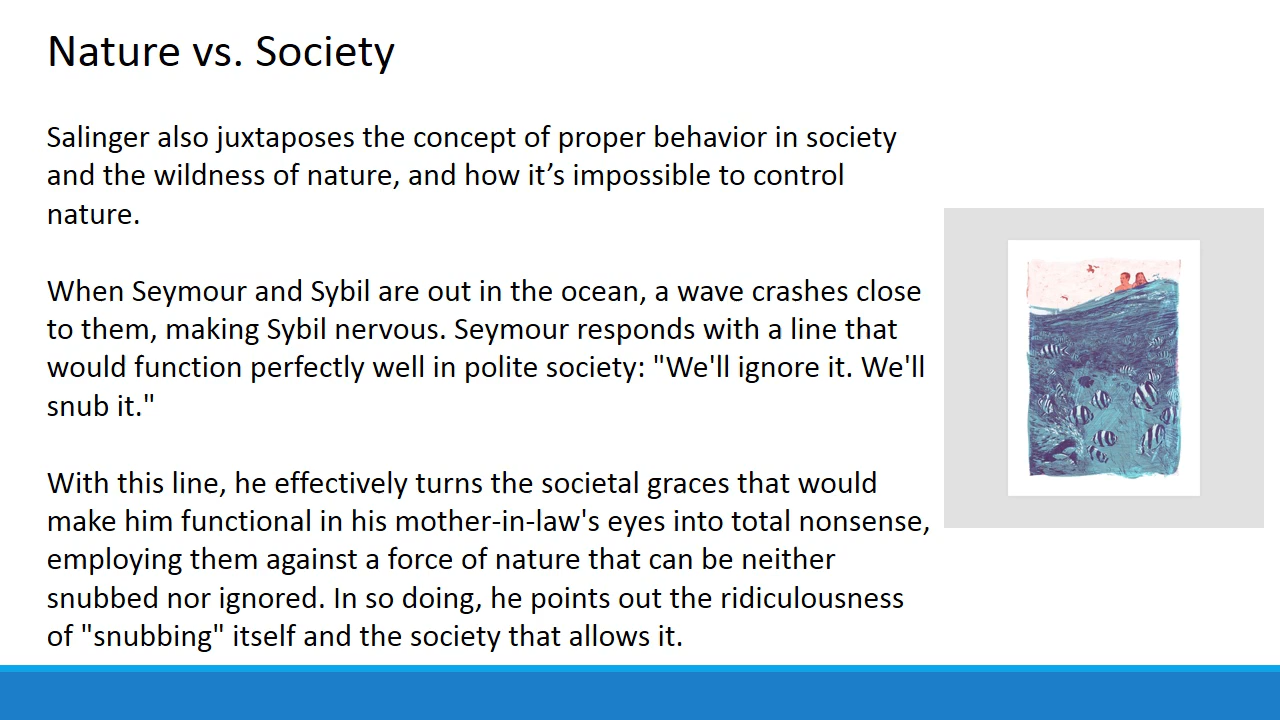 Nature vs. Society
Salinger also juxtaposes the concept of proper behavior in society
and the wildness of nature, and how it’s impossible to control
nature.
When Seymour and Sybil are out in the ocean, a wave crashes close
to them, making Sybil nervous. Seymour responds with a line that
would function perfectly well in polite society: "We'll ignore it. We'll
snub it."
With this line, he effectively turns the societal graces that would
make him functional in his mother-in-law's eyes into total nonsense,
employing them against a force of nature that can be neither
snubbed nor ignored. In so doing, he points out the ridiculousness
of "snubbing" itself and the society that allows it.